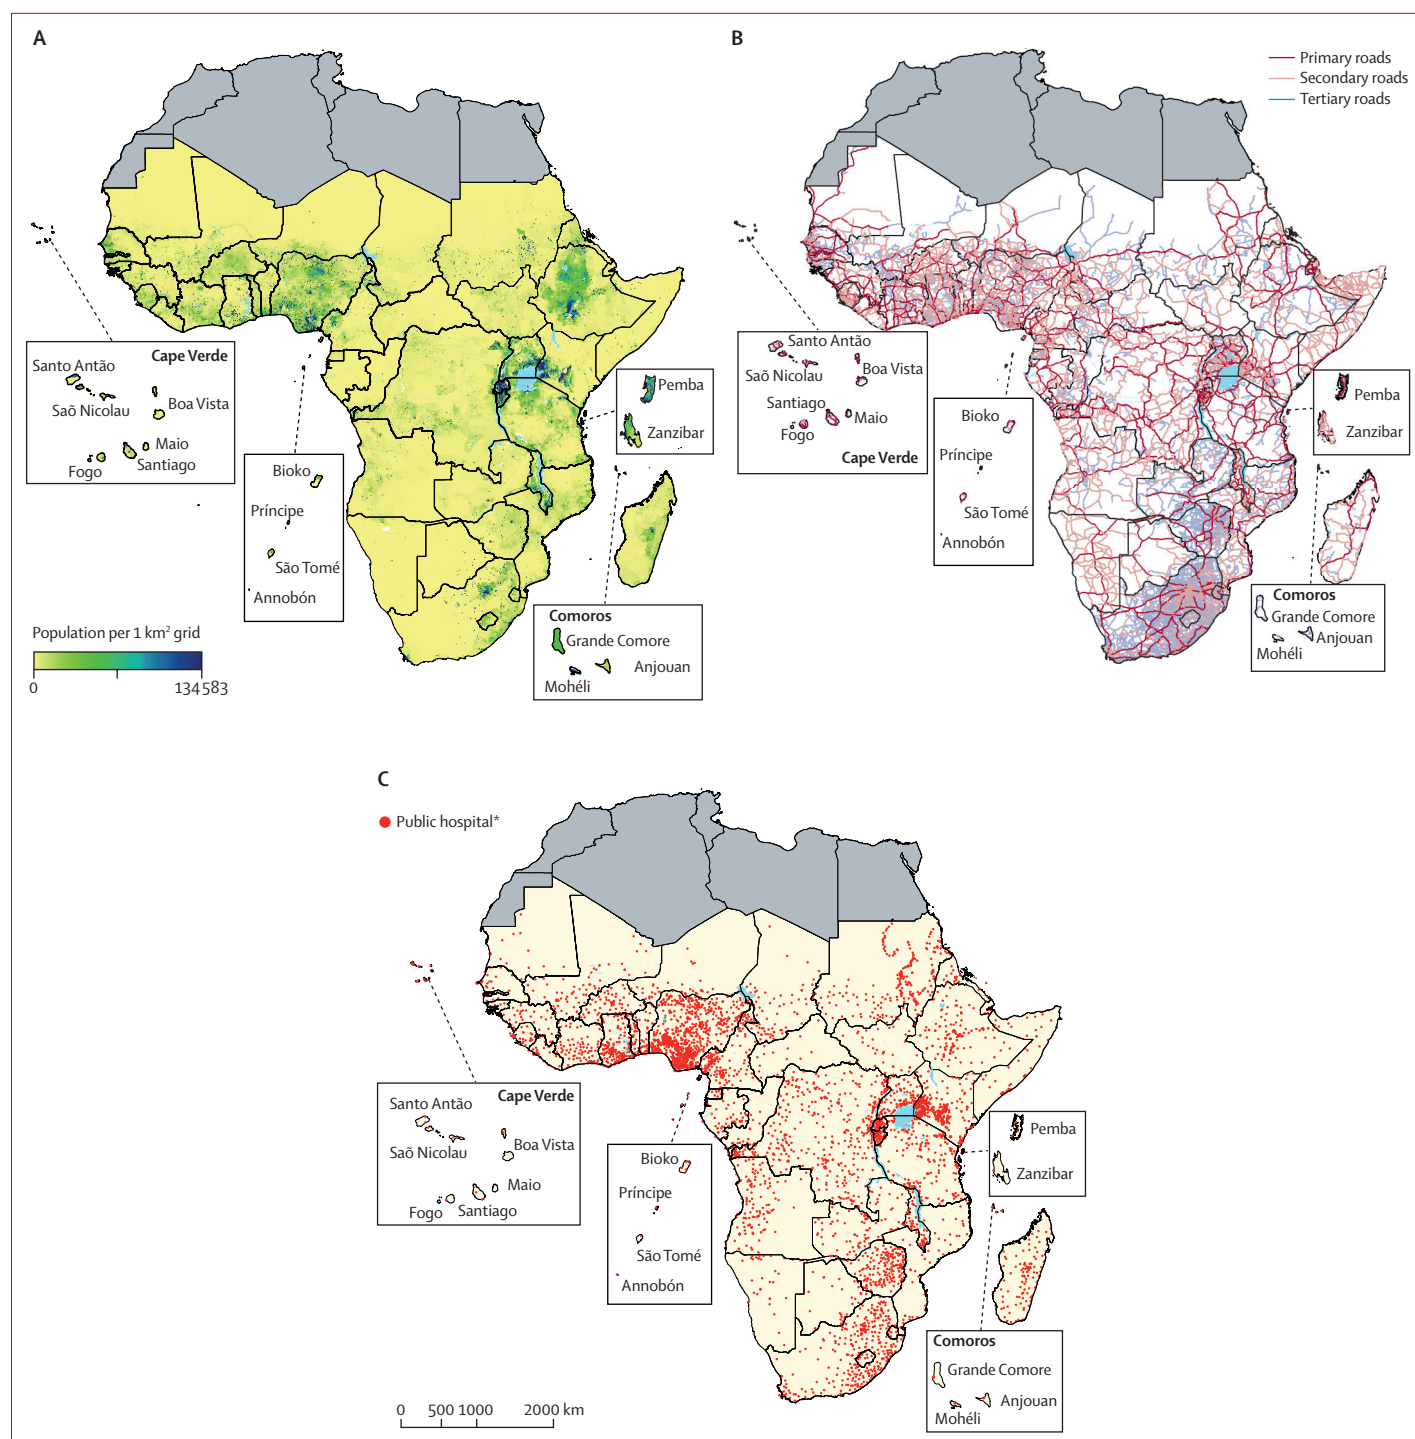 A
Cape Verde
Santo Antão
Saõ Nicolau
Boa Vista
Maio
Fogo
Santiago
Bioko
Príncipe
São Tomé
Annobón
Pemba
Zanzibar
Comoros
Grande Comore
Anjouan
Mohéli
Population per 1 km² grid
0
134 583
B
Primary roads
Secondary roads
Tertiary roads
Santo Antão
Saõ Nicolau
Boa Vista
Santiago
Maio
Fogo
Cape Verde
Bioko
Príncipe
São Tomé
Annobón
Pemba
Zanzibar
Comoros
Grande Comore
Anjouan
Mohéli
C
Public hospital*
Cape Verde
Santo Antão
Saõ Nicolau
Boa Vista
Maio
Fogo
Santiago
Bioko
Príncipe
São Tomé
Annobón
Pemba
Zanzibar
Comoros
Grande Comore
Anjouan
Mohéli
0 500 1000 2000 km